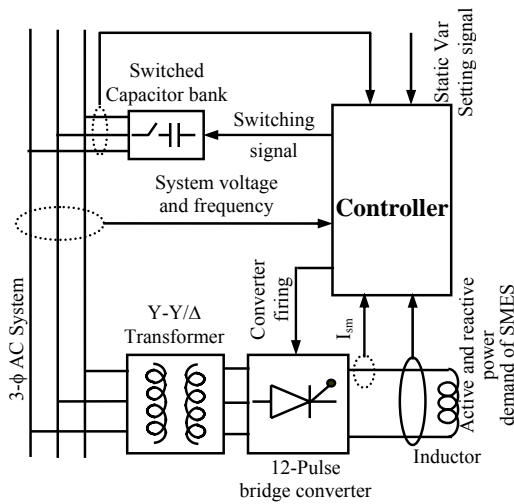 Switched
Capacitor bank
Switching
signal
Static Var
Setting signal
System voltage
and frequency
Controller
3-ϕ AC System
Y-Y/Δ
Transformer
Converter
firing
Ism
Active and reactive
power
demand of SMES
Inductor
12-Pulse
bridge converter